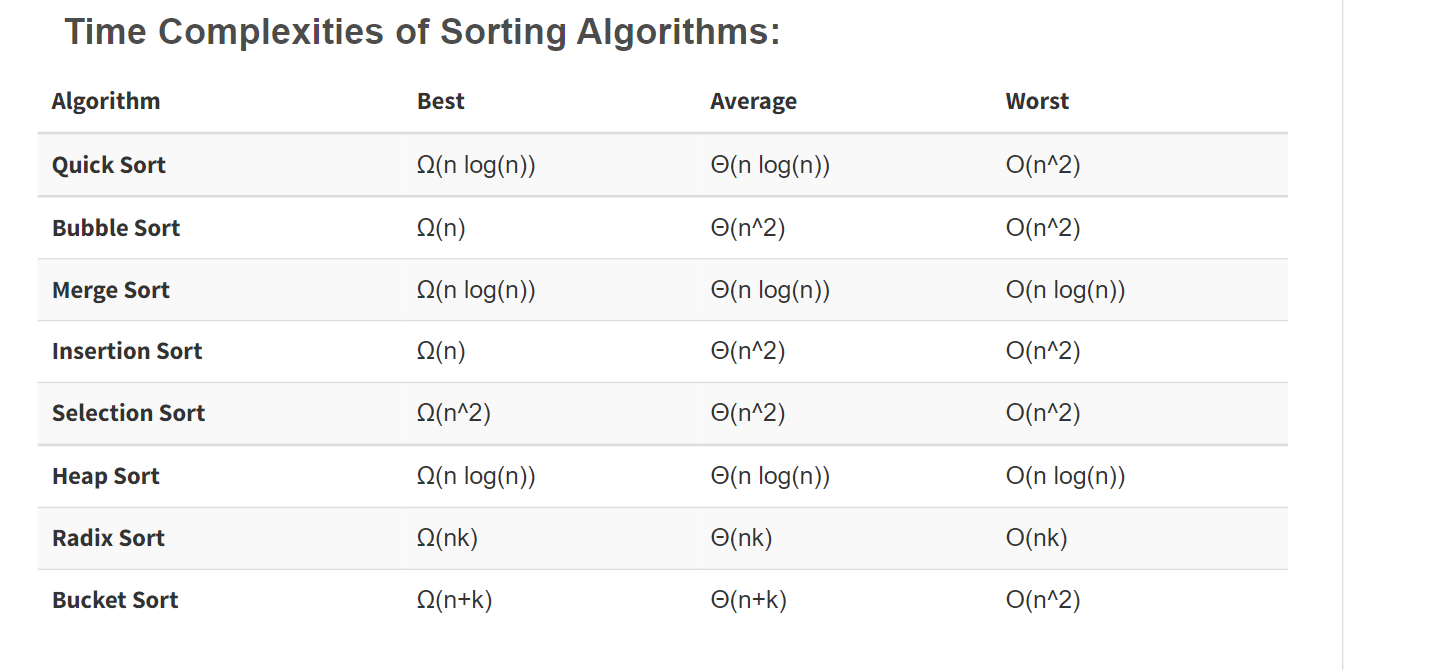 Time Complexities of Sorting Algorithms:
Algorithm Best Average Worst
Quick Sort Ω(n log(n)) Θ(n log(n)) O(n^2)
Bubble Sort Ω(n) Θ(n^2) O(n^2)
Merge Sort Ω(n log(n)) Θ(n log(n)) O(n log(n))
Insertion Sort Ω(n) Θ(n^2) O(n^2)
Selection Sort Ω(n^2) Θ(n^2) O(n^2)
Heap Sort Ω(n log(n)) Θ(n log(n)) O(n log(n))
Radix Sort Ω(nk) Θ(nk) O(nk)
Bucket Sort Ω(n+k) Θ(n+k) O(n^2)